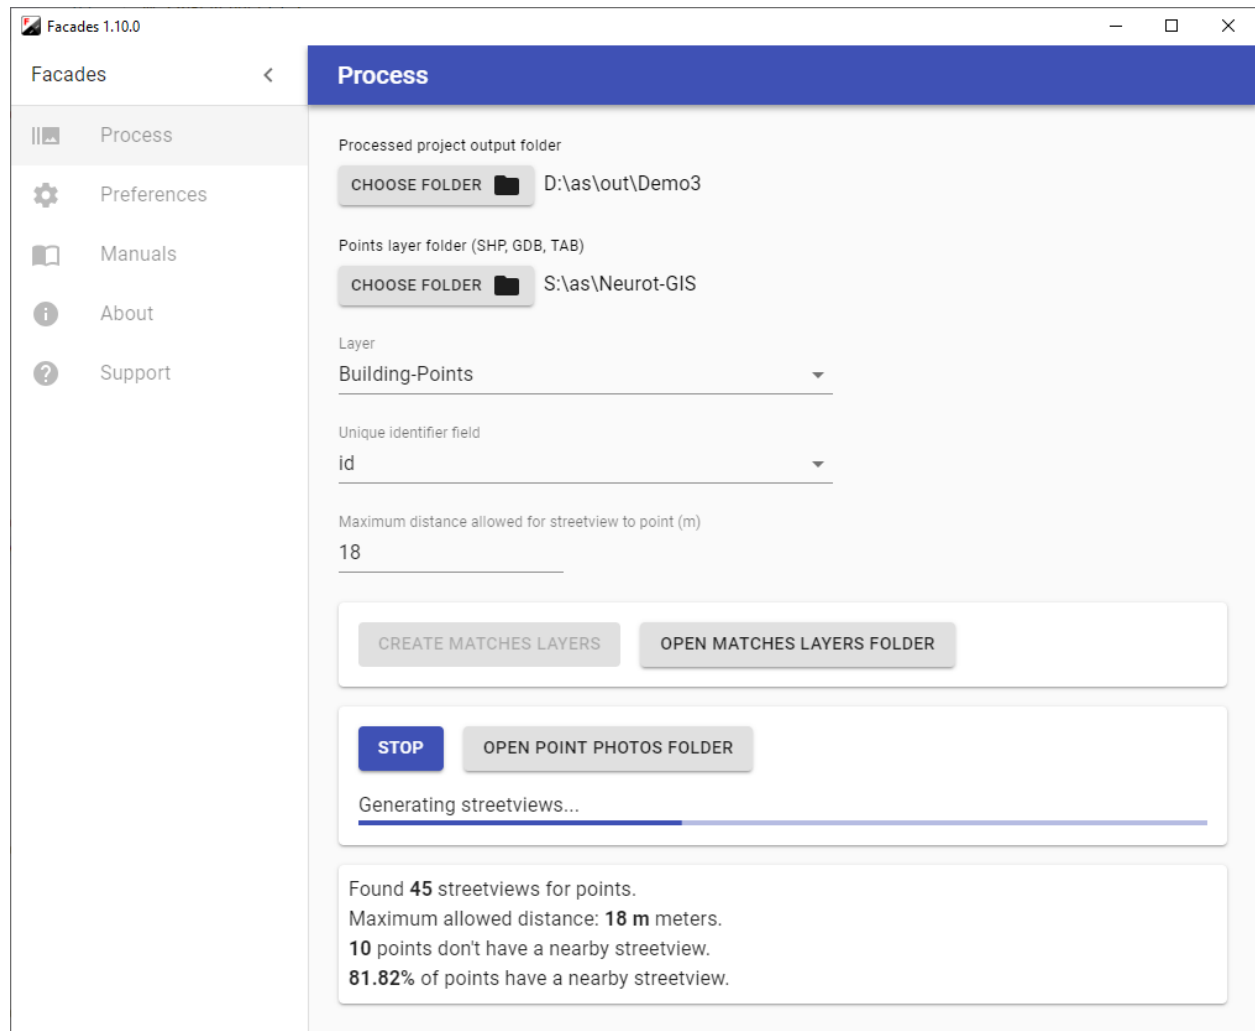 Facades 1.10.0
Facades
Process
Process
Preferences
Manuals
About
Support
Processed project output folder
CHOOSE FOLDER D:\as\out\Demo3
Points layer folder (SHP, GDB, TAB)
CHOOSE FOLDER S:\as\Neurot-GIS
Layer
Building-Points
Unique identifier field
id
Maximum distance allowed for streetview to point (m)
18
CREATE MATCHES LAYERS OPEN MATCHES LAYERS FOLDER
STOP OPEN POINT PHOTOS FOLDER
Generating streetviews...
Found 45 streetviews for points.
Maximum allowed distance: 18 m meters.
10 points don't have a nearby streetview.
81.82% of points have a nearby streetview.